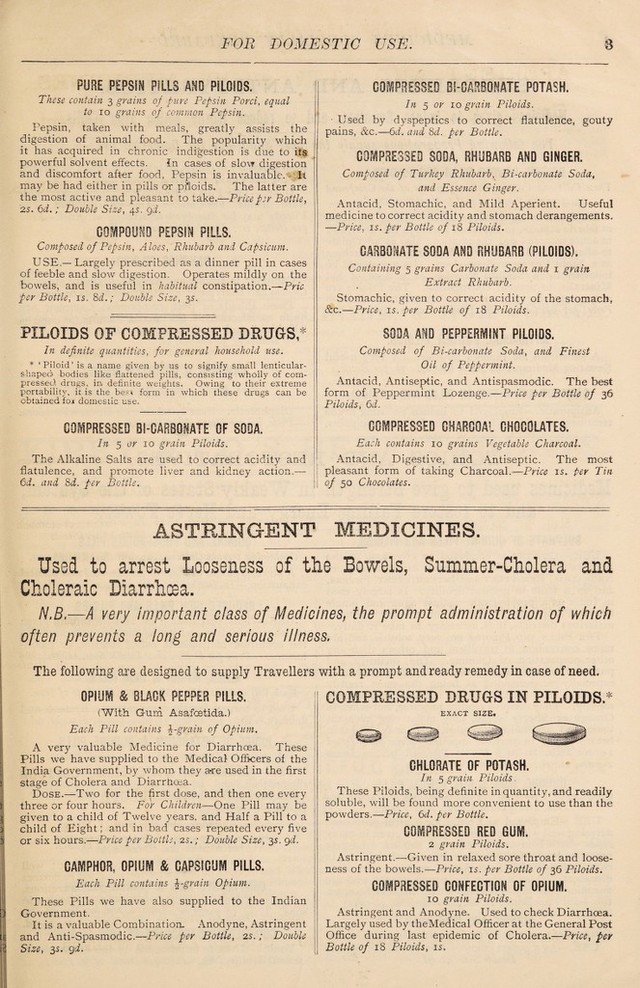 FOR DOMESTIC USE.
3
PURE PEPSIN PILLS AND PILOIDS.
These contain 3 grains of pure Pepsin Porci, equal
to 10 grains of common Pepsin.
Pepsin, taken with meals, greatly assists the
digestion of animal food. The popularity which
it has acquired in chronic indigestion is due to its
powerful solvent effects. In cases of slow digestion
and discomfort after food, Pepsin is invaluable. It
may be had either in pills or piloids. The latter are
the most active and pleasant to take.—Price per Bottle,
2s. 6d.; Double Size, 4s. 9d.
COMPOUND PEPSIN PILLS.
Composed of Pepsin, Aloes, Rhubarb and Capsicum.
USE.—Largely prescribed as a dinner pill in cases
of feeble and slow digestion. Operates mildly on the
bowels, and is useful in habitual constipation.—Pric
per Bottle, 1s. 8d.; Double Size, 3s.
PILOIDS OF COMPRESSED DRUGS,*
In definite quantities, for general household use.
* ‘Piloid’ is a name given by us to signify small lenticular-
shaped bodies like flattened pills, consisting wholly of com-
pressed drugs, in definite weights. Owing to their extreme
portability, it is the best form in which these drugs can be
obtained for domestic use.
COMPRESSED BI-CARBONATE OF SODA.
In 5 or 10 grain Piloids.
The Alkaline Salts are used to correct acidity and
flatulence, and promote liver and kidney action.—
6d. and 8d. per Bottle.
COMPRESSED BI-CARBONATE POTASH.
In 5 or 10 grain Piloids.
Used by dyspeptics to correct flatulence, gouty
pains, &c.—6d. and 8d. per Bottle.
COMPRESSED SODA, RHUBARB AND GINGER.
Composed of Turkey Rhubarb, Bi-carbonate Soda,
and Essence Ginger.
Antacid, Stomachic, and Mild Aperient. Useful
medicine to correct acidity and stomach derangements.
—Price, 1s. per Bottle of 18 Piloids.
CARBONATE SODA AND RHUBARB (PILOIDS).
Containing 5 grains Carbonate Soda and 1 grain
Extract Rhubarb.
Stomachic, given to correct acidity of the stomach,
&c.—Price, 1s. per Bottle of 18 Piloids.
SODA AND PEPPERMINT PILOIDS.
Composed of Bi-carbonate Soda, and Finest
Oil of Peppermint.
Antacid, Antiseptic, and Antispasmodic. The best
form of Peppermint Lozenge.—Price per Bottle of 36
Piloids, 6d.
COMPRESSED CHARCOAL CHOCOLATES.
Each contains 10 grains Vegetable Charcoal.
Antacid, Digestive, and Antiseptic. The most
pleasant form of taking Charcoal.—Price 1s. per Tin
of 50 Chocolates.
ASTRINGENT MEDICINES.
Used to arrest Looseness of the Bowels, Summer-Cholera and
Choleraic Diarrhœa.
N.B.—A very important class of Medicines, the prompt administration of which
often prevents a long and serious illness.
The following are designed to supply Travellers with a prompt and ready remedy in case of need.
OPIUM & BLACK PEPPER PILLS.
(With Gum Asafœtida.)
Each Pill contains ½-grain of Opium.
A very valuable Medicine for Diarrhœa. These
Pills we have supplied to the Medical Officers of the
India Government, by whom they are used in the first
stage of Cholera and Diarrhœa.
DOSE.—Two for the first dose, and then one every
three or four hours. For Children—One Pill may be
given to a child of Twelve years, and Half a Pill to a
child of Eight; and in bad cases repeated every five
or six hours.—Price per Bottle, 2s.; Double Size, 3s. 9d.
CAMPHOR, OPIUM & CAPSICUM PILLS.
Each Pill contains ½-grain Opium.
These Pills we have also supplied to the Indian
Government.
It is a valuable Combination. Anodyne, Astringent
and Anti-Spasmodic.—Price per Bottle, 2s.; Double
Size, 3s. 9d.
COMPRESSED DRUGS IN PILOIDS.*
EXACT SIZE.
CHLORATE OF POTASH.
In 5 grain Piloids.
These Piloids, being definite in quantity, and readily
soluble, will be found more convenient to use than the
powders.—Price, 6d. per Bottle.
COMPRESSED RED GUM.
2 grain Piloids.
Astringent.—Given in relaxed sore throat and loose-
ness of the bowels.—Price, 1s. per Bottle of 36 Piloids.
COMPRESSED CONFECTION OF OPIUM.
10 grain Piloids.
Astringent and Anodyne. Used to check Diarrhœa.
Largely used by the Medical Officer at the General Post
Office during last epidemic of Cholera.—Price, per
Bottle of 18 Piloids, 1s.